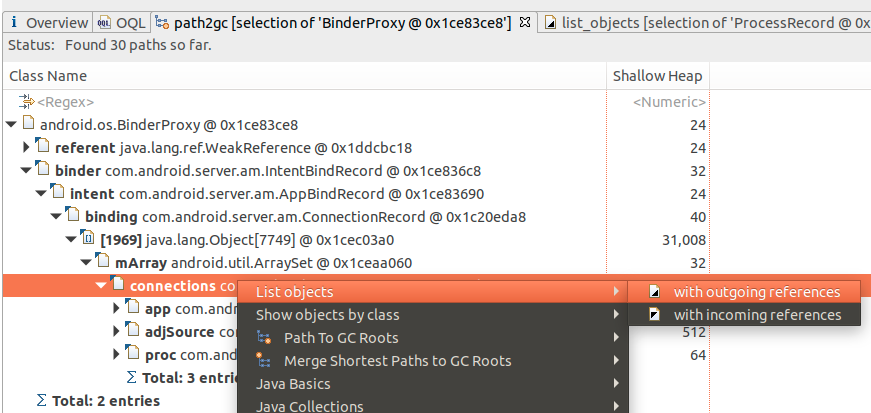 Overview OQL path2gc [selection of 'BinderProxy @ 0x1ce83ce8'] list_objects [selection of 'ProcessRecord @ 0x
Status: Found 30 paths so far.
Class Name Shallow Heap
<Regex> <Numeric>
android.os.BinderProxy @ 0x1ce83ce8 24
referent java.lang.ref.WeakReference @ 0x1ddcbc18 24
binder com.android.server.am.IntentBindRecord @ 0x1ce836c8 32
intent com.android.server.am.AppBindRecord @ 0x1ce83690 24
binding com.android.server.am.ConnectionRecord @ 0x1c20eda8 40
[1969] java.lang.Object[7749] @ 0x1cec03a0 31,008
mArray android.util.ArraySet @ 0x1ceaa060 32
connections co List objects with outgoing references
app com.andr Show objects by class with incoming references
adjSource co Path To GC Roots 512
proc com.and Merge Shortest Paths to GC Roots 64
Total: 3 entrie Java Basics
Total: 2 entries Java Collections